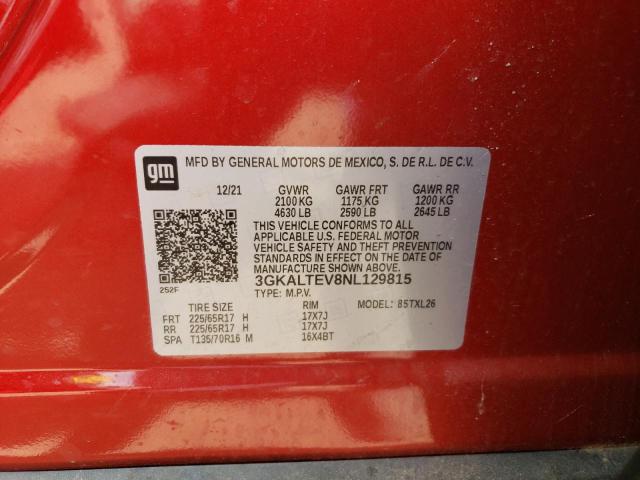 gm MFD BY GENERAL MOTORS DE MEXICO, S. DE R.L. DE C.V.
12/21 GVWR GAWR FRT GAWR RR
2100 KG 1175 KG 1200 KG
4630 LB 2590 LB 2645 LB
THIS VEHICLE CONFORMS TO ALL
APPLICABLE U.S. FEDERAL MOTOR
VEHICLE SAFETY AND THEFT PREVENTION
STANDARDS IN EFFECT ON THE DATE OF
MANUFACTURE SHOWN ABOVE.
252F 3GKALTEV8NL129815
TYPE: M.P.V. MODEL: 85TXL26
TIRE SIZE RIM
FRT 225/65R17 H 17X7J
RR 225/65R17 H 17X7J
SPA T135/70R16 M 16X4BT